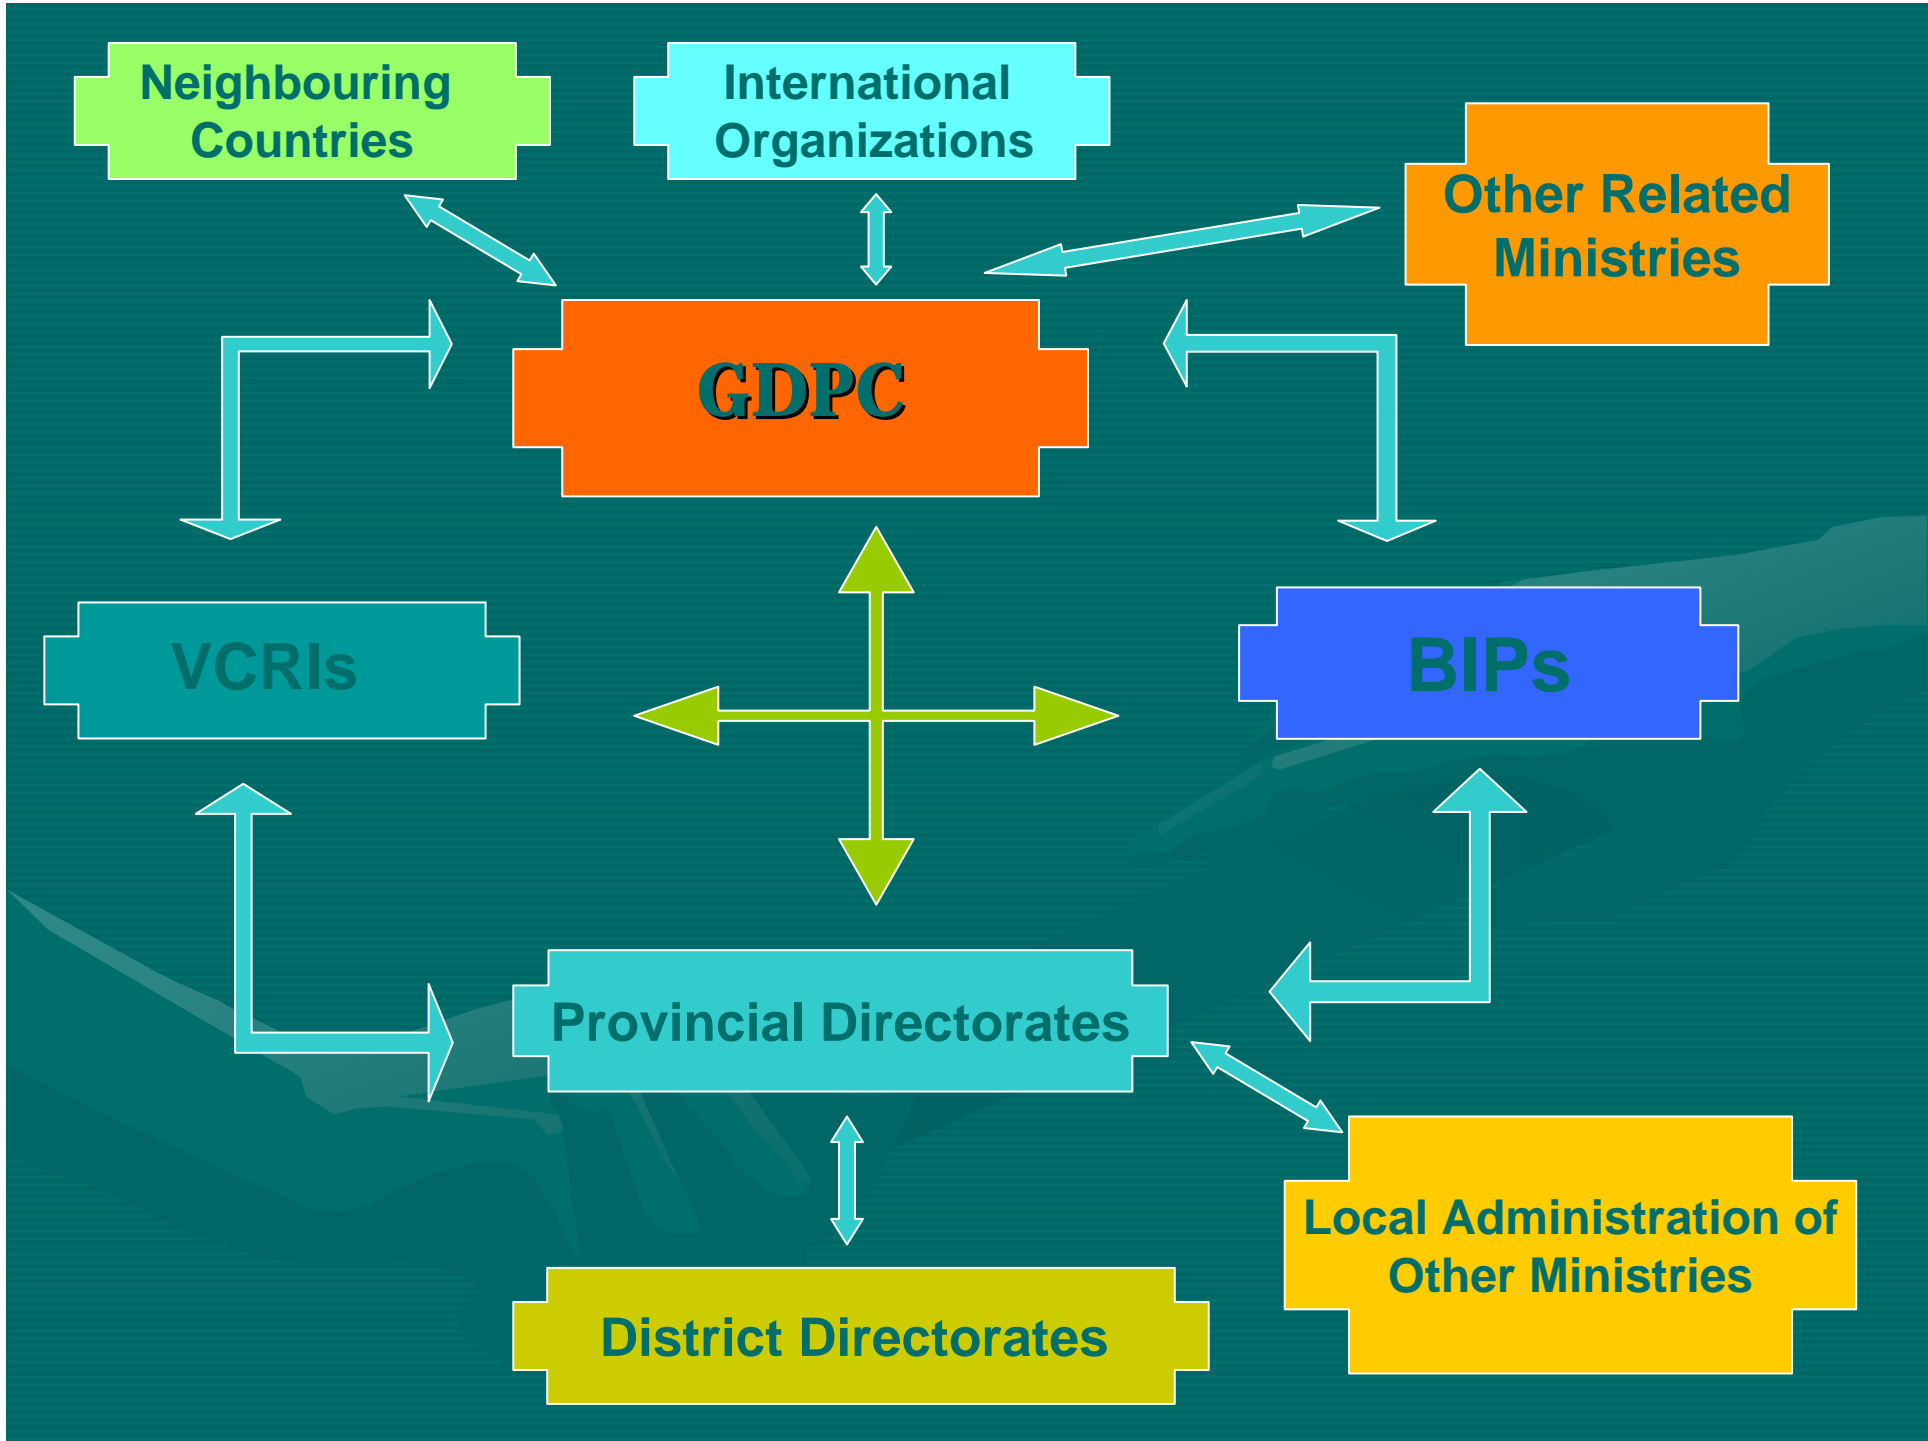 Neighbouring
Countries
International
Organizations
Other Related
Ministries
GDPC
VCRIs
BIPs
Provincial Directorates
Local Administration of
Other Ministries
District Directorates